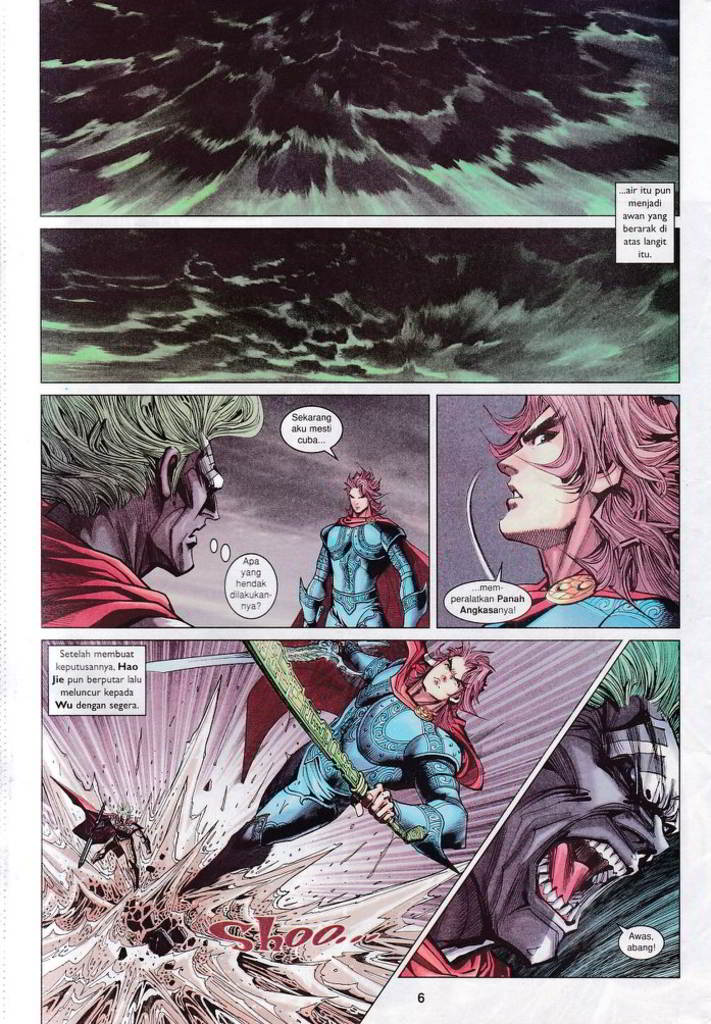 ...air itu pun
menjadi
awan yang
berarak di
atas langit
itu.
Sekarang
aku mesti
cuba...
Apa
yang
hendak
dilakukan-
nya?
...mem-
peralatkan Panah
Angkasanya!
Setelah membuat
keputusannya, Hao
Jie pun berputar lalu
meluncur kepada
Wu dengan segera.
Shoo...
Awas,
abang!
6